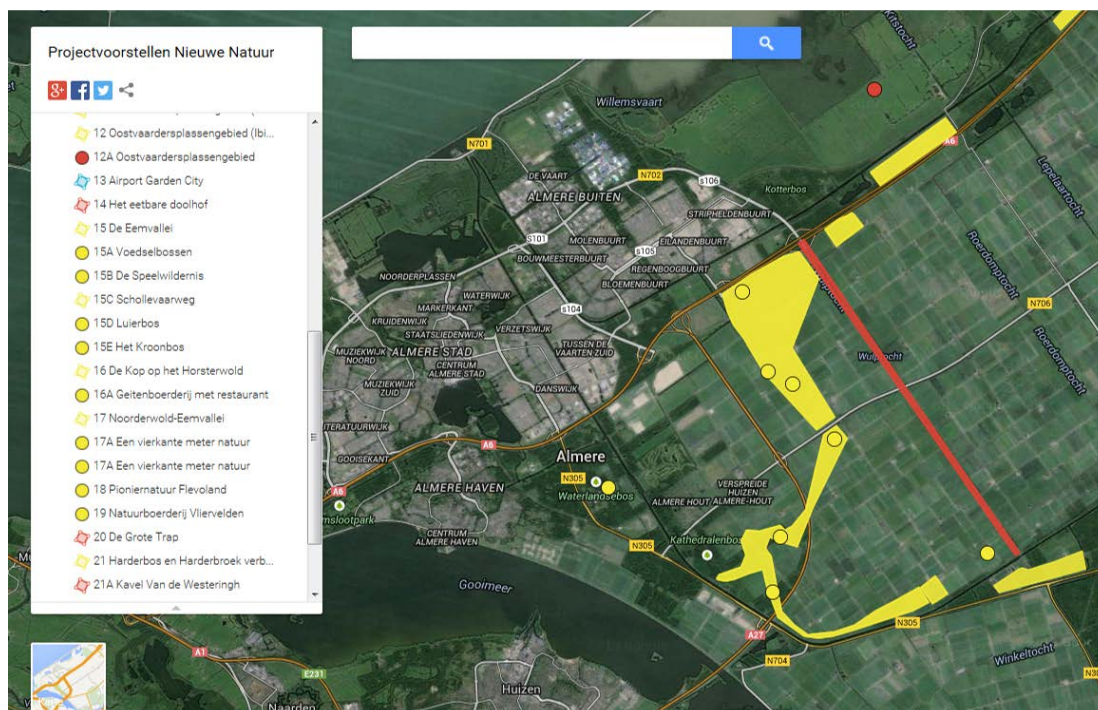 Projectvoorstellen Nieuwe Natuur
8+
12 Oostvaardersplassengebied (Ibi...
12A Oostvaardersplassengebied
13 Airport Garden City
14 Het eetbare doolhof
15 De Eemvallei
15A Voedselbossen
15B De Speelwildernis
15C Schollevaarweg
15D Luierbos
15E Het Kroonbos
16 De Kop op het Horsterwold
16A Geitenboerderij met restaurant
17 Noorderwold-Eemvallei
17A Een vierkante meter natuur
17A Een vierkante meter natuur
18 Pioniernatuur Flevoland
19 Natuurboerderij Vliervelden
20 De Grote Trap
21 Harderbos en Harderbroek verb...
21A Kavel Van de Westeringh
Kitstocht
Willemsvaart
N701
A6
DE VAART
N702
s106
Kotterbos
Lepelaartocht
ALMERE BUITEN
STRIPHELDENBUURT
S101
MOLENBUURT
EILANDENBUURT
s105
BOUWMEESTERBUURT
REGENBOOGBUURT
BLOEMENBUURT
Roerdomptocht
NOORDERPLASSEN
WATERWIJK
MARKERKANT
s104
N706
KRUIDENWIJK
STAATSLIEDENWIJK
VERZETSWIJK
MUZIEKWIJK NOORD
ALMERE STAD
TUSSEN DE VAARTEN-ZUID
Wulptocht
Roerdomptocht
CENTRUM ALMERE STAD
MUZIEKWIJK ZUID
DANSWIJK
LITERATUURWIJK
A6
GOOISEKANT
Almere
N305
ALMERE HAVEN
Waterlandsebos
VERSPREIDE HUIZEN ALMERE-HOUT
ALMERE HOUT
A6
mslootpark
CENTRUM ALMERE HAVEN
N305
Kathedralenbos
Gooimeer
N305
A27
N704
Winkeltocht
A1
E231
Huizen
Naarden